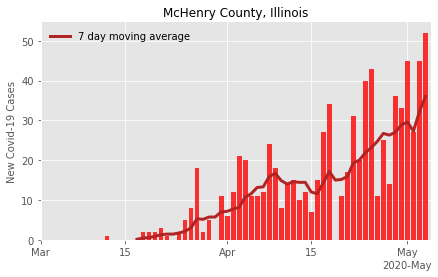 McHenry County, Illinois
7 day moving average
New Covid-19 Cases
50
40
30
20
10
0
Mar
15
Apr
15
May
2020-May